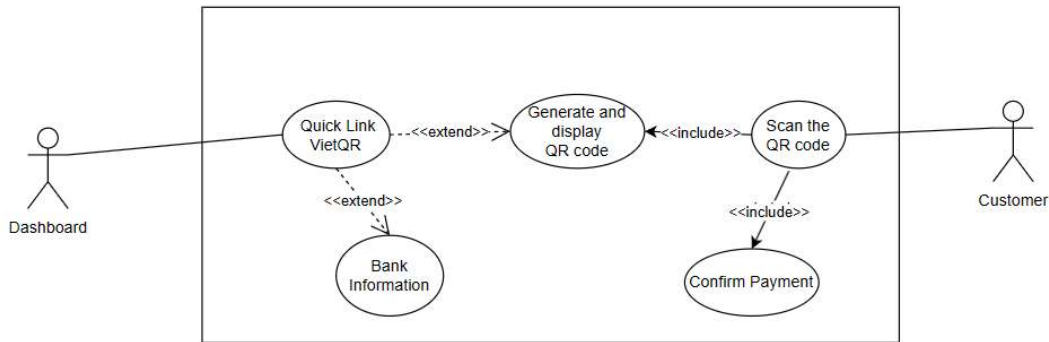 Quick Link
VietQR
<<extend>>
Generate and
display
QR code
<<include>>
Scan the
QR code
Dashboard
Customer
<<extend>>
<<include>>
Bank
Information
Confirm Payment